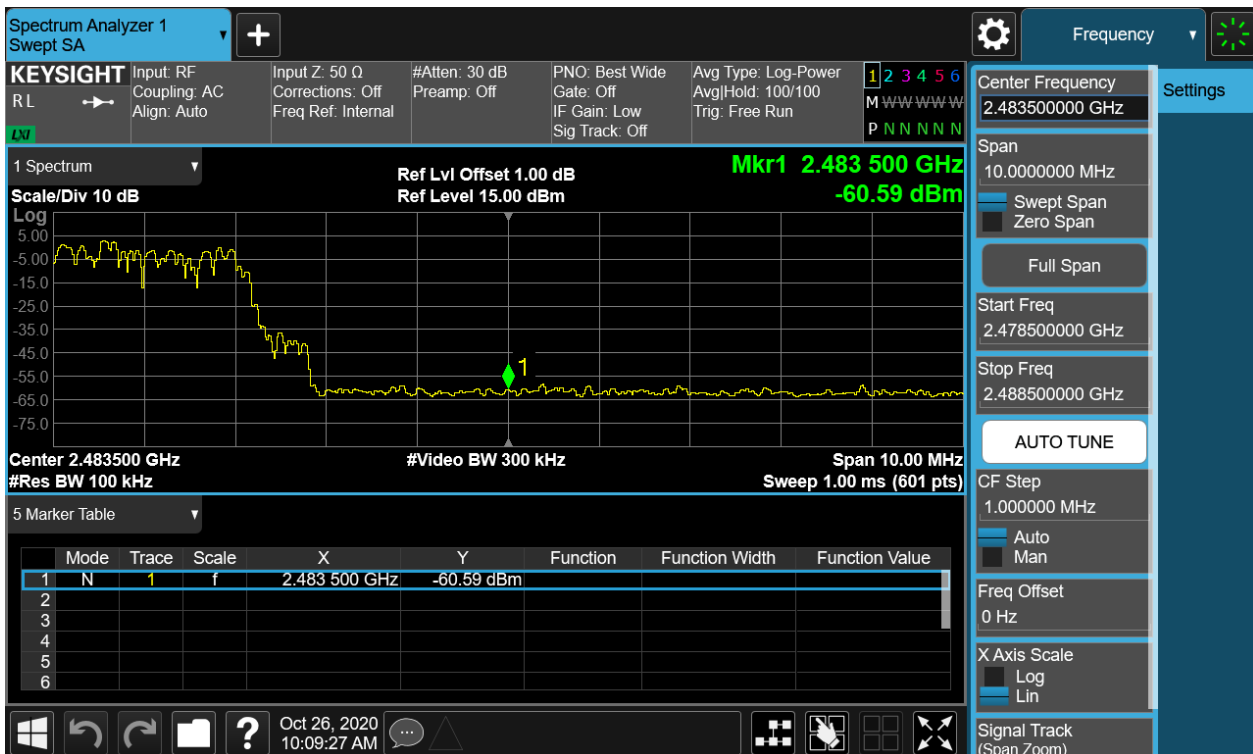 Spectrum Analyzer 1
Swept SA
+
Frequency
KEYSIGHT
R L
LXI
Input: RF
Coupling: AC
Align: Auto
Input Z: 50 Ω
Corrections: Off
Freq Ref: Internal
#Atten: 30 dB
Preamp: Off
PNO: Best Wide
Gate: Off
IF Gain: Low
Sig Track: Off
Avg Type: Log-Power
Avg|Hold: 100/100
Trig: Free Run
1 2 3 4 5 6
M W W W W W
P N N N N N
1 Spectrum
Scale/Div 10 dB
Ref Lvl Offset 1.00 dB
Ref Level 15.00 dBm
Mkr1 2.483 500 GHz
-60.59 dBm
Log
5.00
-5.00
-15.0
-25.0
-35.0
-45.0
-55.0
-65.0
-75.0
1
Center 2.483500 GHz
#Res BW 100 kHz
#Video BW 300 kHz
Span 10.00 MHz
Sweep 1.00 ms (601 pts)
5 Marker Table
Mode Trace Scale X Y Function Function Width Function Value
1 N 1 f 2.483 500 GHz -60.59 dBm
2
3
4
5
6
?
Oct 26, 2020
10:09:27 AM
Center Frequency
2.483500000 GHz
Settings
Span
10.0000000 MHz
Swept Span
Zero Span
Full Span
Start Freq
2.478500000 GHz
Stop Freq
2.488500000 GHz
AUTO TUNE
CF Step
1.000000 MHz
Auto
Man
Freq Offset
0 Hz
X Axis Scale
Log
Lin
Signal Track
(Span Zoom)